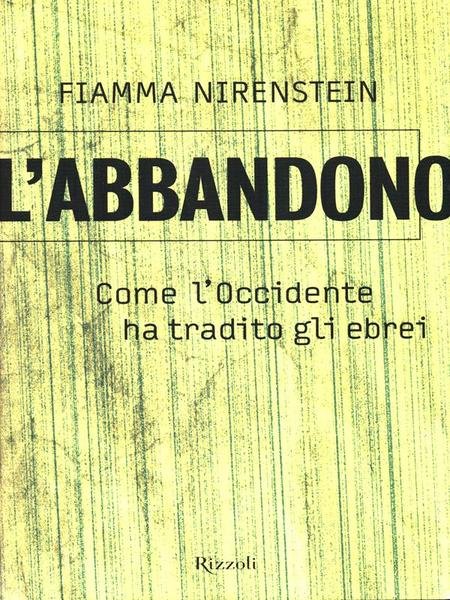 FIAMMA NIRENSTEIN
L'ABBANDONO
Come l'Occidente
ha tradito gli ebrei
Rizzoli